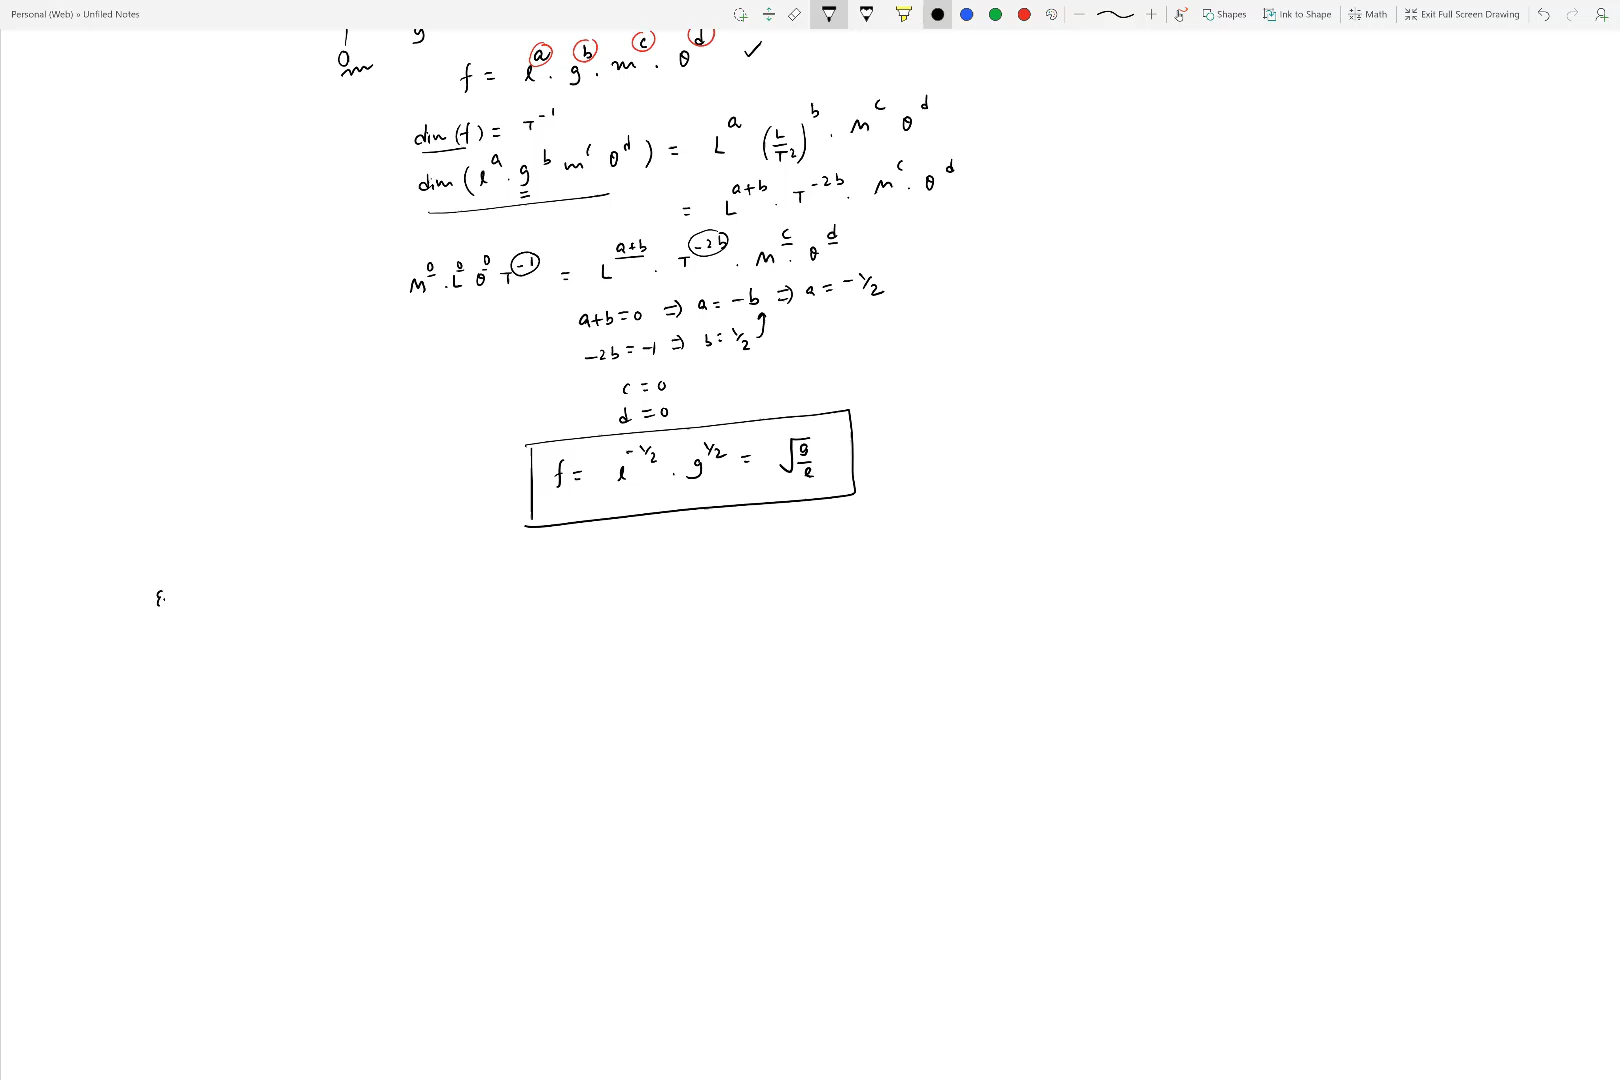 Personal (Web) » Unfiled Notes
Shapes Ink to Shape Math Exit Full Screen Drawing
g
m
f = l^a . g^b . m^c . θ^d ✓
dim (f) = T^-1
dim (l^a . g^b m^c θ^d) = L^a (L/T^2)^b . M^c θ^d
= L^a+b . T^-2b . M^c . θ^d
M^0 . L^0 θ^0 T^-1 = L^a+b . T^-2b . M^c . θ^d
a+b=0 => a = -b => a = -1/2
-2b = -1 => b = 1/2
c = 0
d = 0
f = l^-1/2 . g^1/2 = √g/l